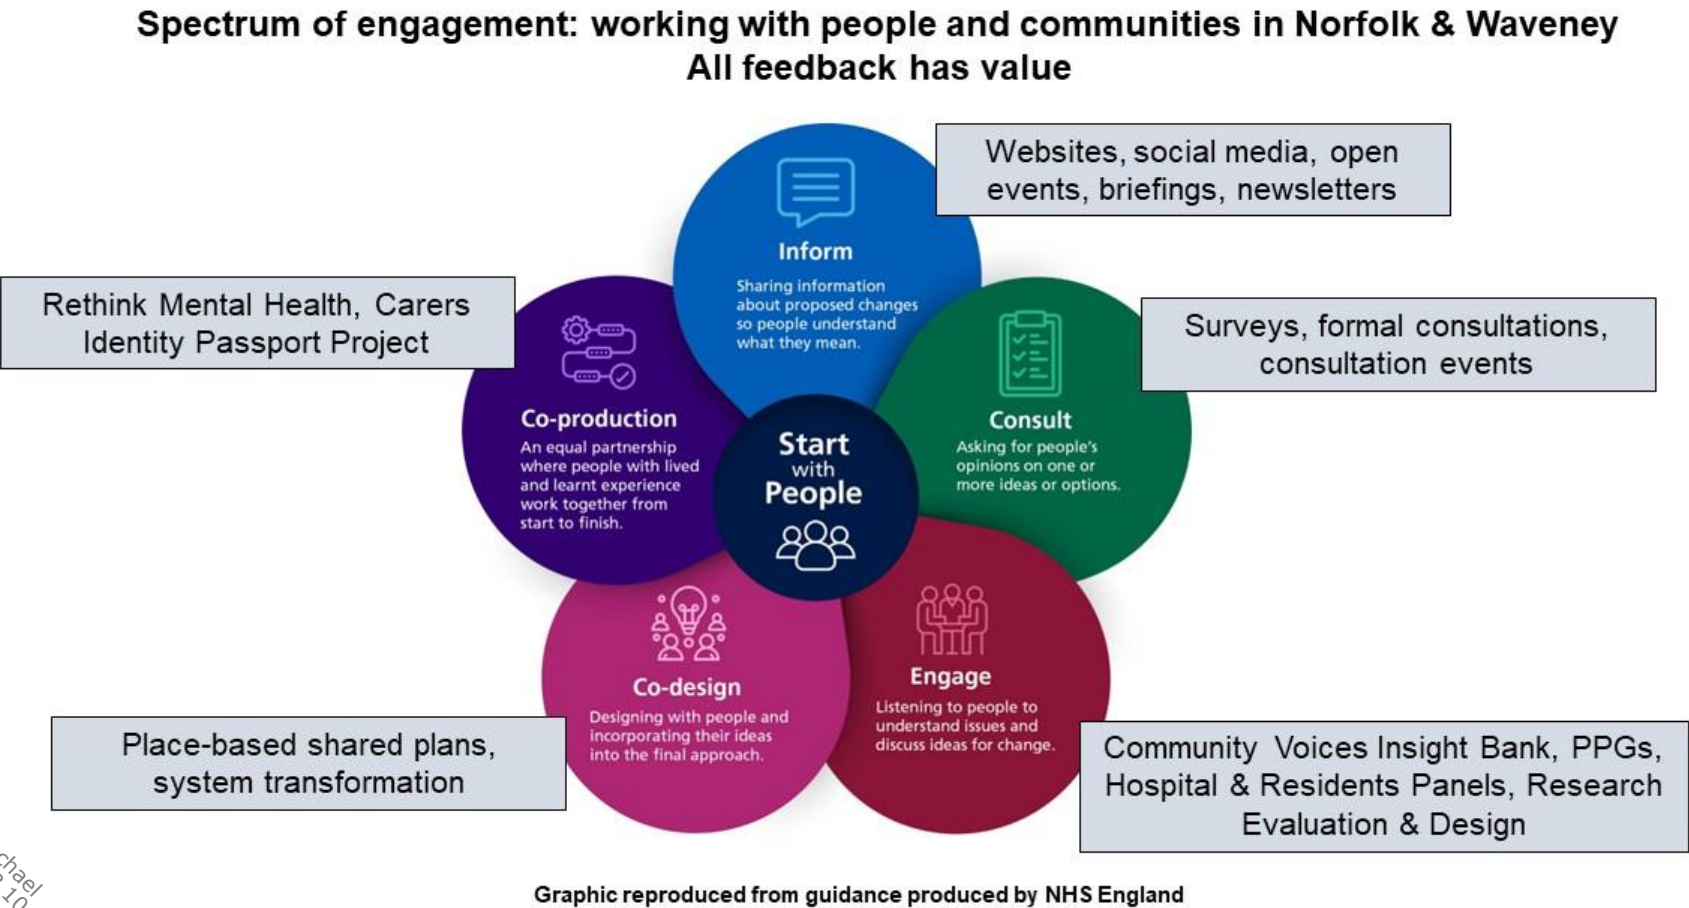 Spectrum of engagement: working with people and communities in Norfolk & Waveney
All feedback has value
Inform
Sharing information
about proposed changes
so people understand
what they mean.
Websites, social media, open
events, briefings, newsletters
Consult
Asking for people's
opinions on one or
more ideas or options.
Surveys, formal consultations,
consultation events
Engage
Listening to people to
understand issues and
discuss ideas for change.
Community Voices Insight Bank, PPGs,
Hospital & Residents Panels, Research
Evaluation & Design
Co-design
Designing with people and
incorporating their ideas
into the final approach.
Place-based shared plans,
system transformation
Co-production
An equal partnership
where people with lived
and learnt experience
work together from
start to finish.
Rethink Mental Health, Carers
Identity Passport Project
Start
with
People
Graphic reproduced from guidance produced by NHS England